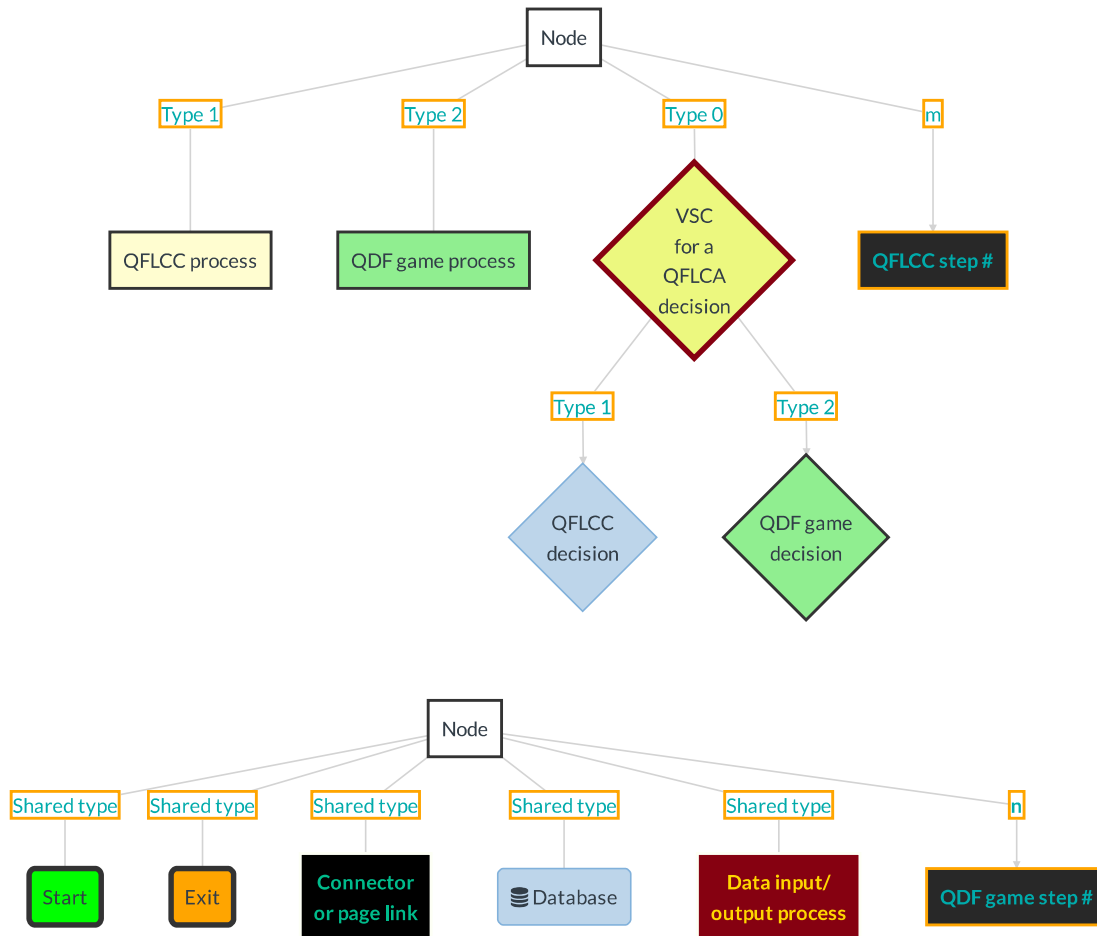 Node
Type 1
Type 2
Type 0
m
QFLCC process
QDF game process
VSC
for a
QFLCA
decision
QFLCC step #
Type 1
Type 2
QFLCC
decision
QDF game
decision
Node
Shared type
Shared type
Shared type
Shared type
Shared type
n
Start
Exit
Connector
or page link
Database
Data input/
output process
QDF game step #